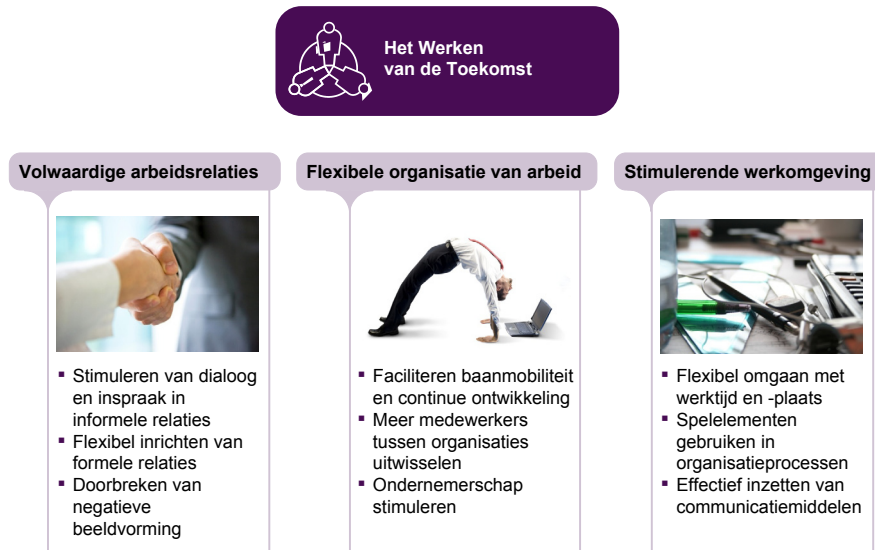 Het Werken
van de Toekomst
Volwaardige arbeidsrelaties
▪ Stimuleren van dialoog
en inspraak in
informele relaties
▪ Flexibel inrichten van
formele relaties
▪ Doorbreken van
negatieve
beeldvorming
Flexibele organisatie van arbeid
▪ Faciliteren baanmobiliteit
en continue ontwikkeling
▪ Meer medewerkers
tussen organisaties
uitwisselen
▪ Ondernemerschap
stimuleren
Stimulerende werkomgeving
▪ Flexibel omgaan met
werktijd en -plaats
▪ Spelelementen
gebruiken in
organisatieprocessen
▪ Effectief inzetten van
communicatiemiddelen